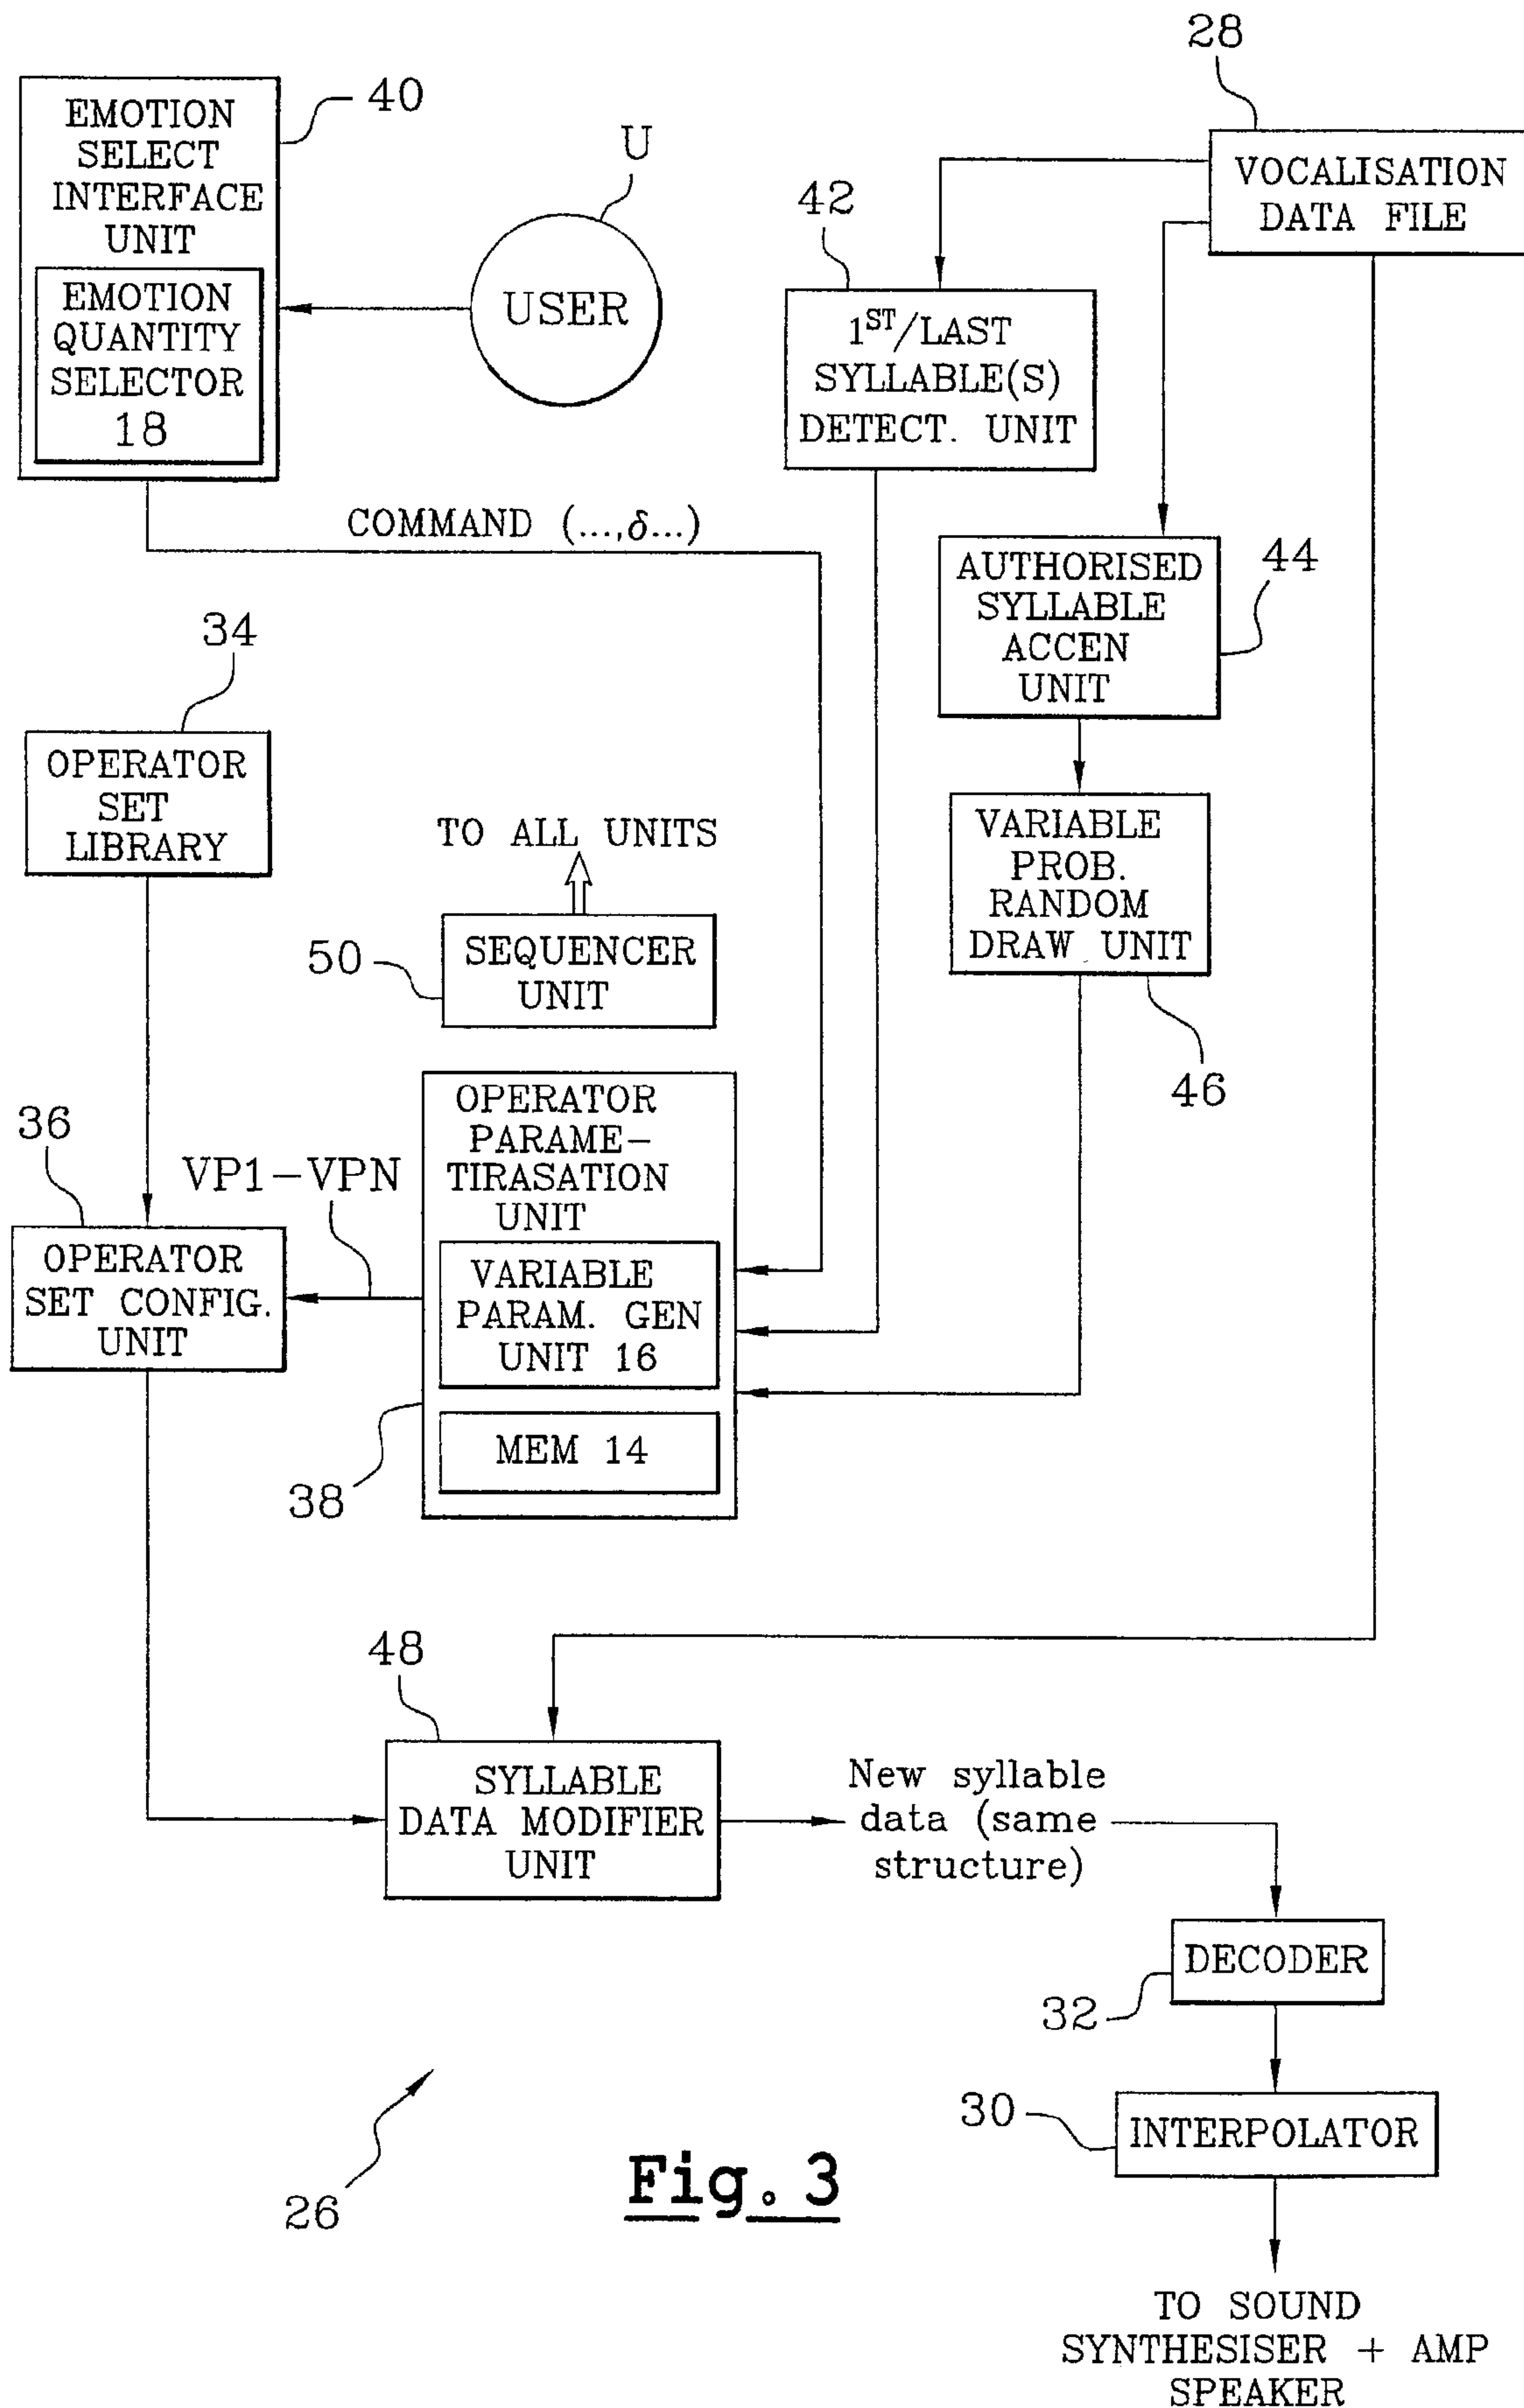 28
EMOTION
SELECT
INTERFACE
UNIT
40
U
USER
EMOTION
QUANTITY
SELECTOR
18
VOCALISATION
DATA FILE
42
1ST/LAST
SYLLABLE(S)
DETECT. UNIT
COMMAND (...,δ...)
AUTHORISED
SYLLABLE
ACCEN
UNIT
44
34
OPERATOR
SET
LIBRARY
TO ALL UNITS
SEQUENCER
UNIT
50
VARIABLE
PROB.
RANDOM
DRAW UNIT
46
36
OPERATOR
SET CONFIG.
UNIT
VP1-VPN
OPERATOR
PARAME-
TIRASATION
UNIT
VARIABLE
PARAM. GEN
UNIT 16
MEM 14
38
48
SYLLABLE
DATA MODIFIER
UNIT
New syllable
data (same
structure)
DECODER
32
INTERPOLATOR
30
26
Fig. 3
TO SOUND
SYNTHESISER + AMP
SPEAKER